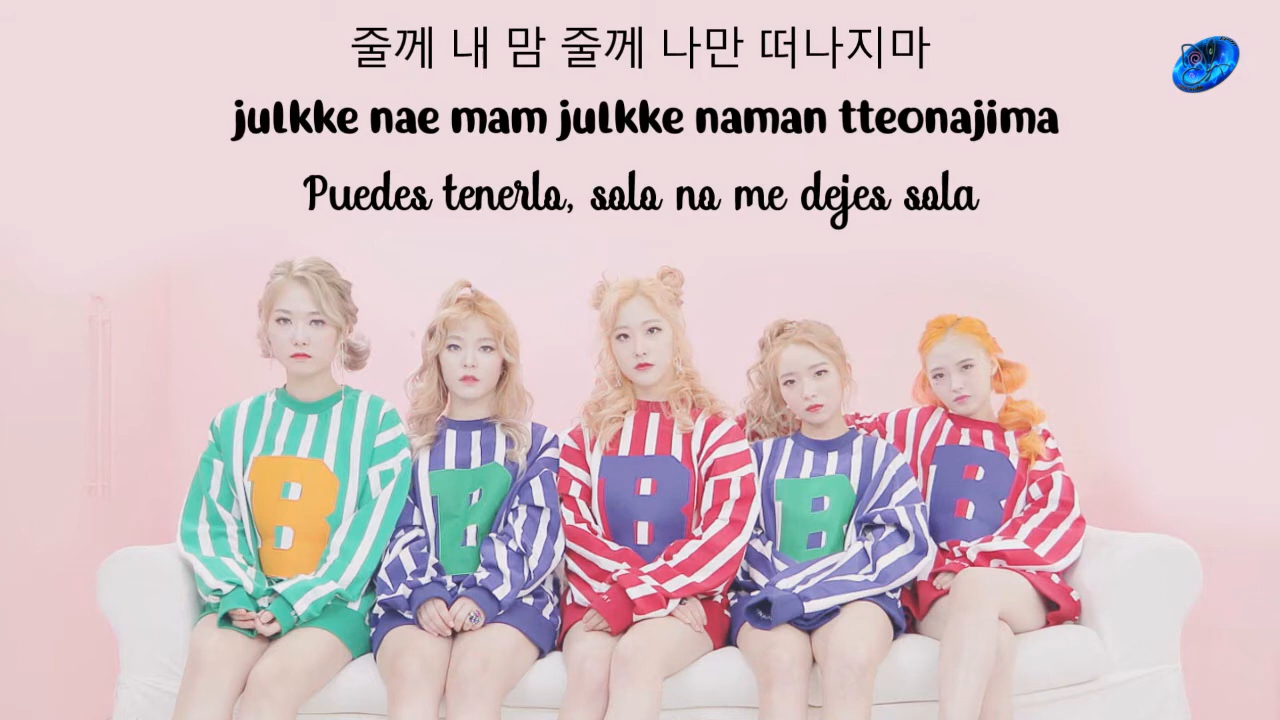 줄께 내 맘 줄께 나만 떠나지마
julkke nae mam julkke naman tteonajima
Puedes tenerlo, solo no me dejes sola
B B B B B